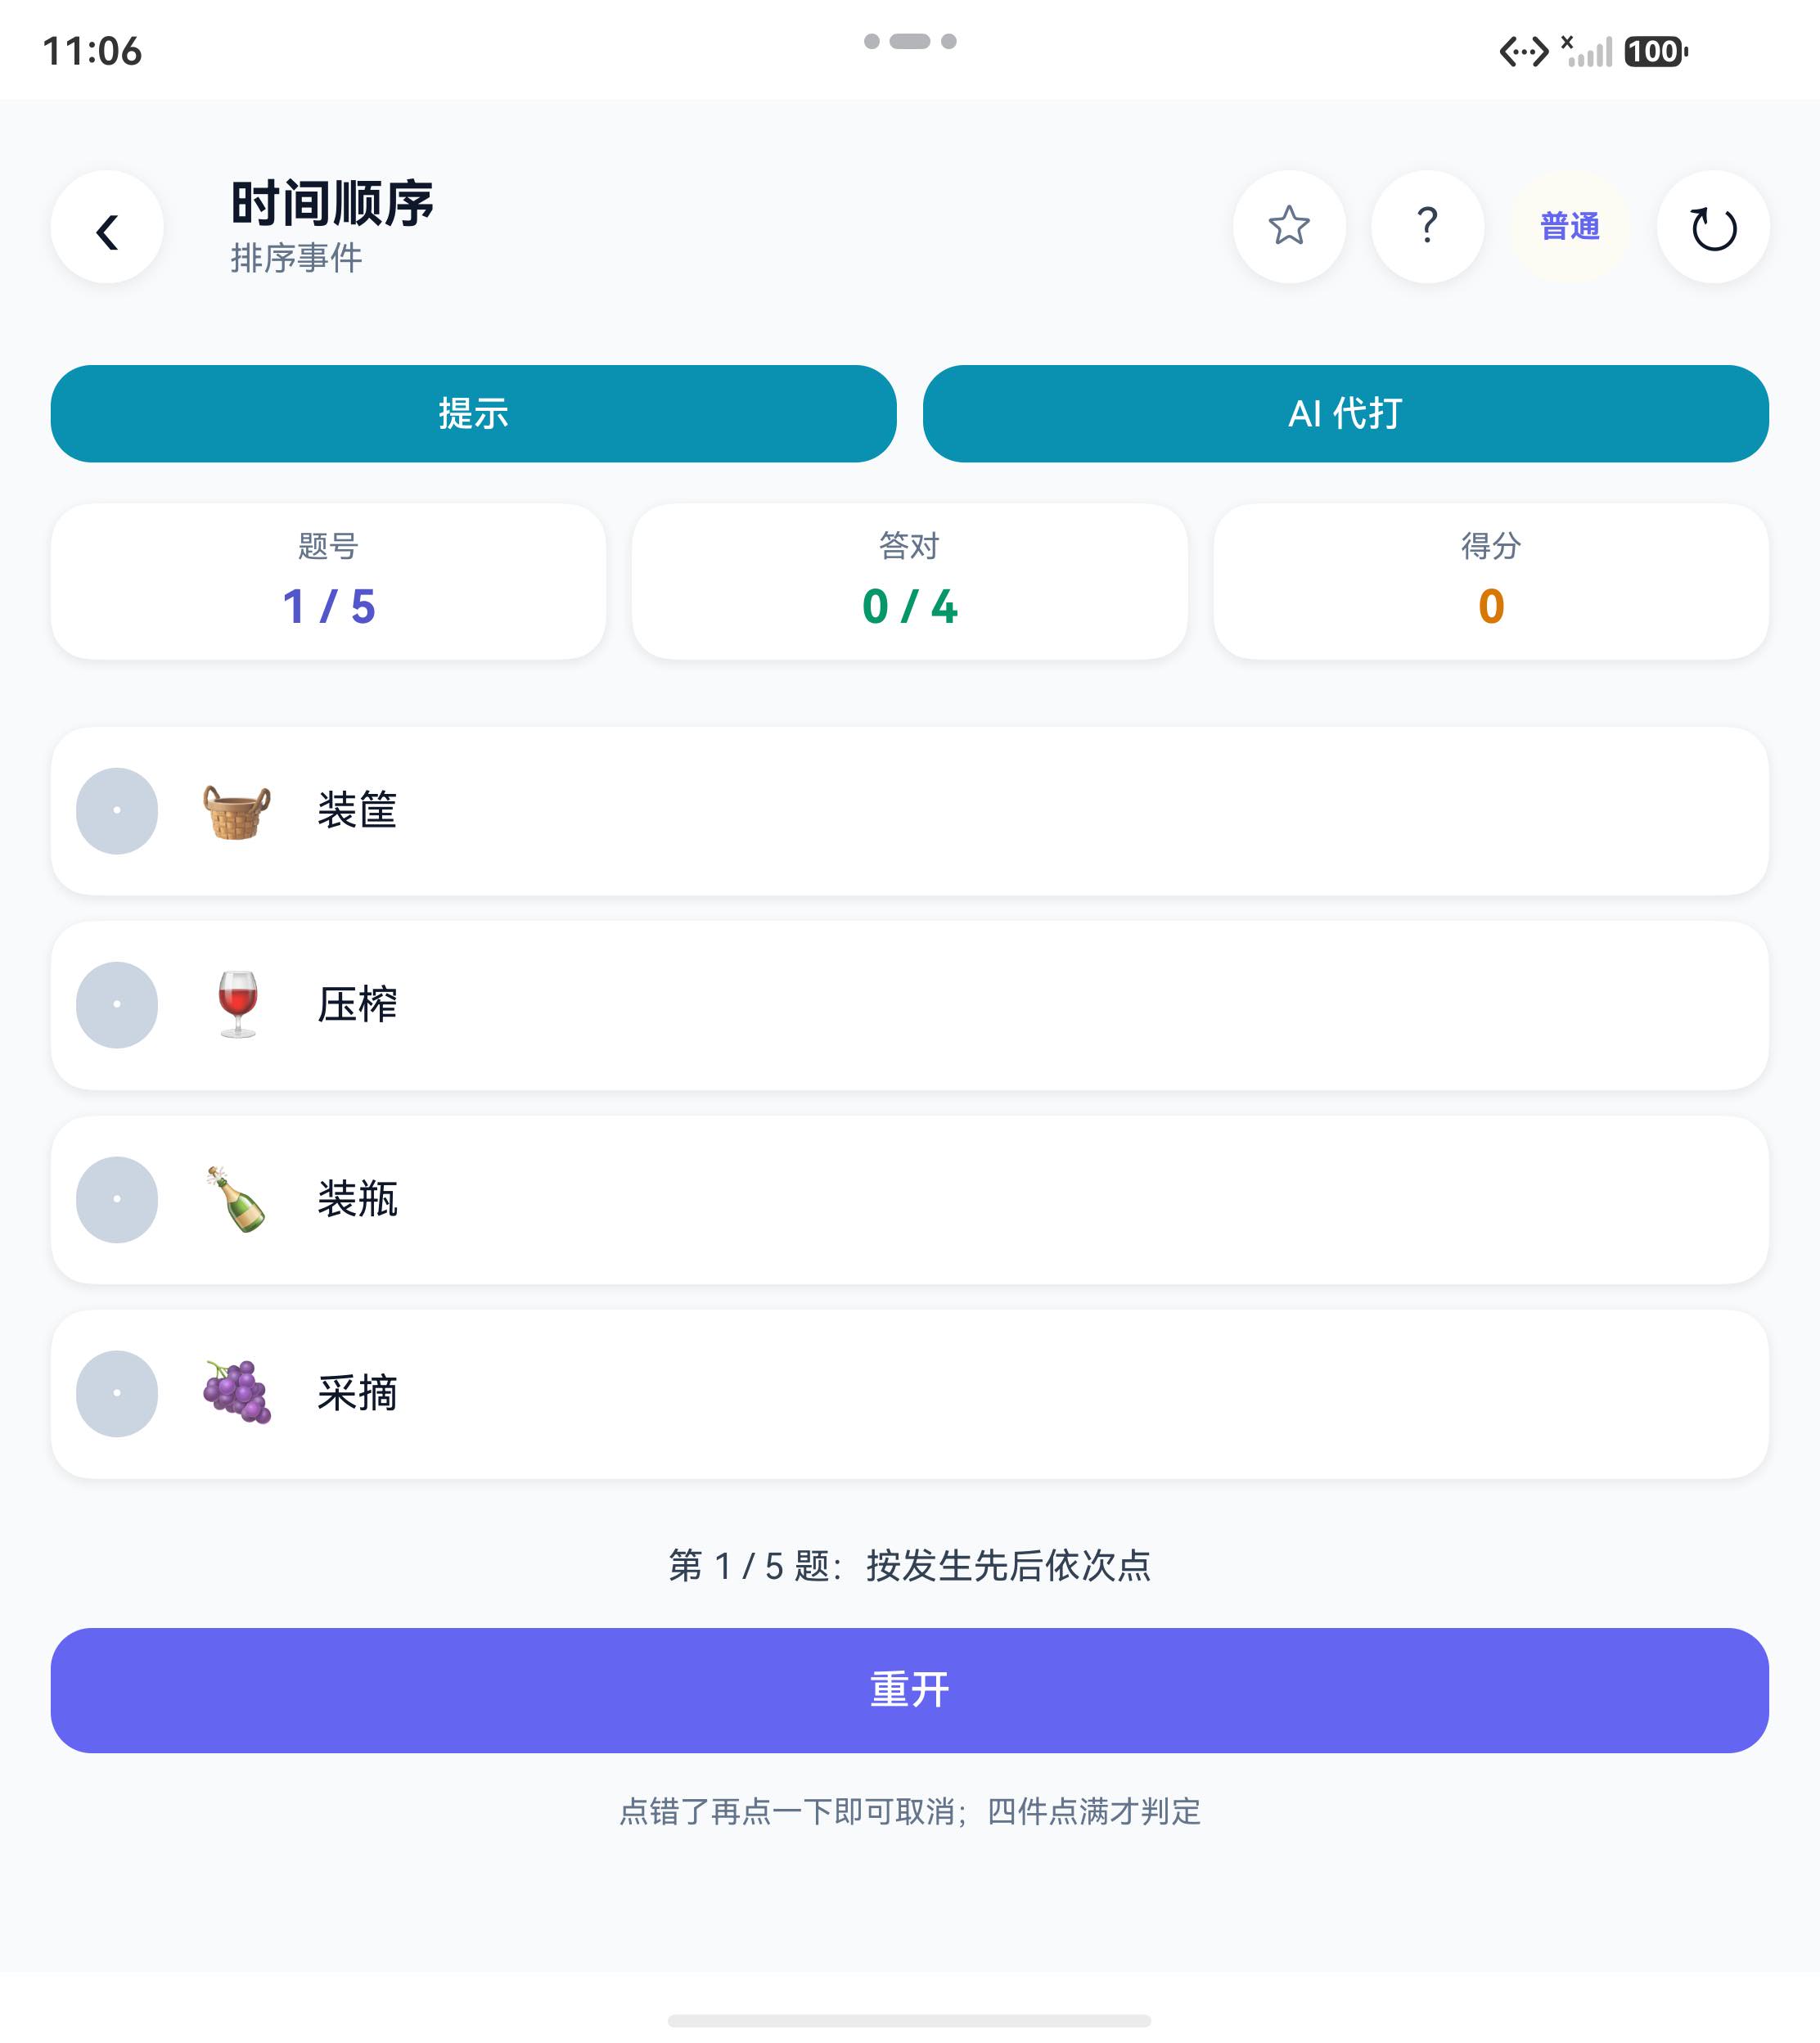 11:06
100
时间顺序
排序事件
?
普通
提示
AI 代打
题号
1 / 5
答对
0 / 4
得分
0
装筐
压榨
装瓶
采摘
第 1 / 5 题：按发生先后依次点
重开
点错了再点一下即可取消；四件点满才判定